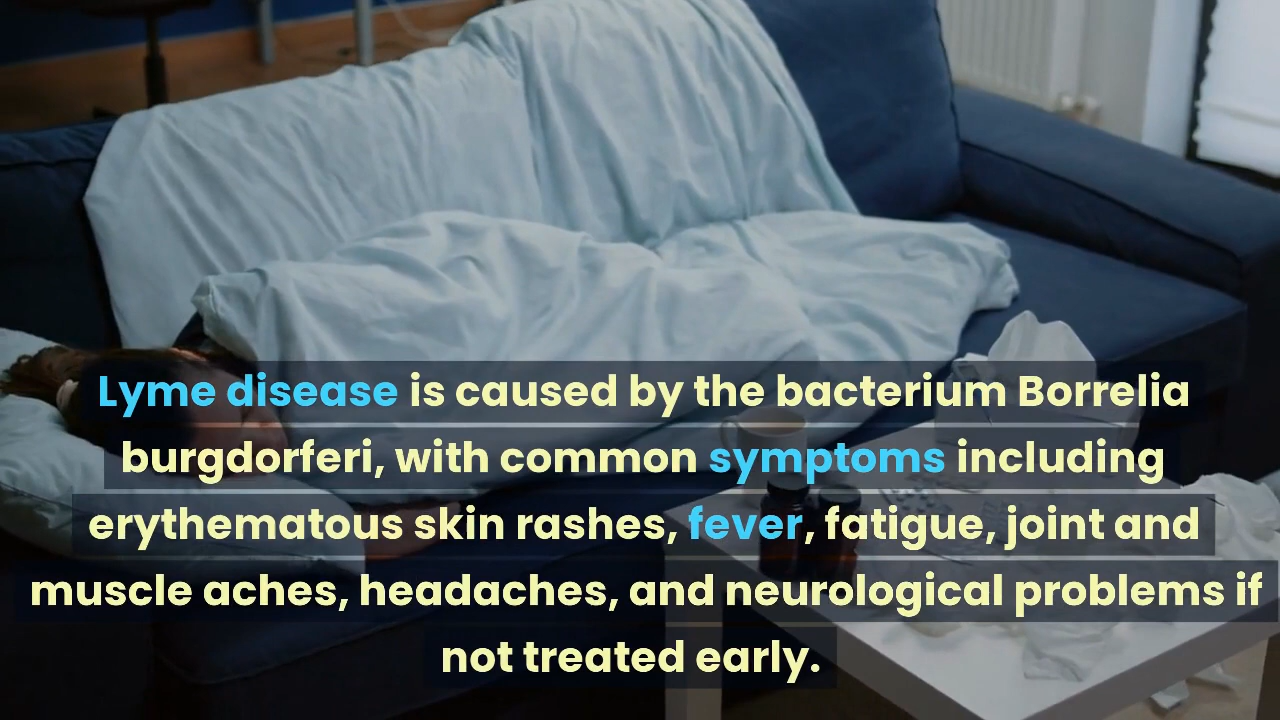 Lyme disease is caused by the bacterium Borrelia
burgdorferi, with common symptoms including
erythematous skin rashes, fever, fatigue, joint and
muscle aches, headaches, and neurological problems if
not treated early.